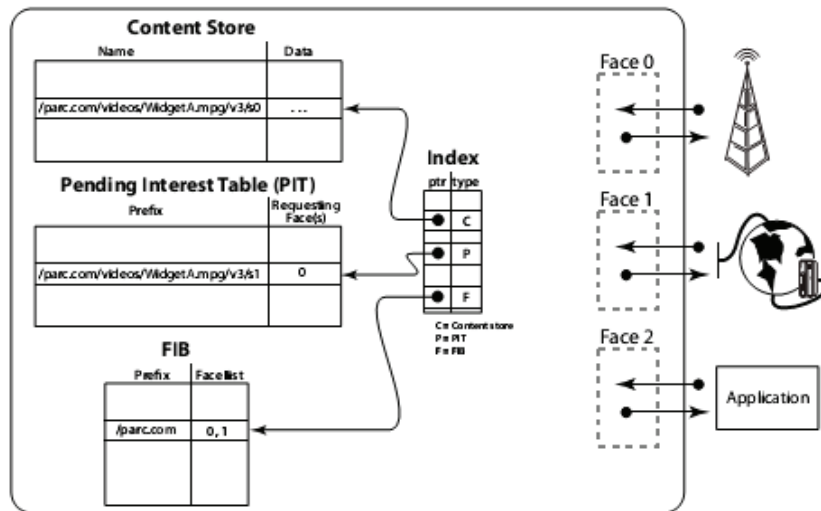 Content Store
Name Data
/parc.com/videos/WidgetA.mpg/v3/s0 ...
Pending Interest Table (PIT)
Prefix Requesting Face(s)
/parc.com/videos/WidgetA.mpg/v3/s1 0
FIB
Prefix Facelist
/parc.com 0, 1
Index
ptr type
C
P
F
C = Content store
P = PIT
F = FIB
Face 0
Face 1
Face 2
Application